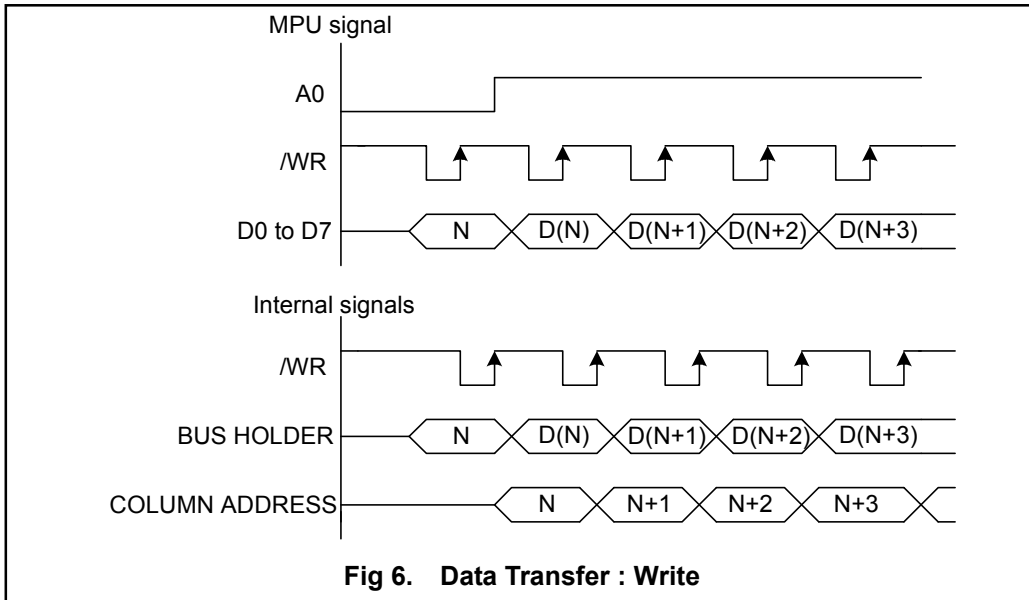 MPU signal
A0
/WR
D0 to D7 N D(N) D(N+1) D(N+2) D(N+3)
Internal signals
/WR
BUS HOLDER N D(N) D(N+1) D(N+2) D(N+3)
COLUMN ADDRESS N N+1 N+2 N+3
Fig 6. Data Transfer : Write